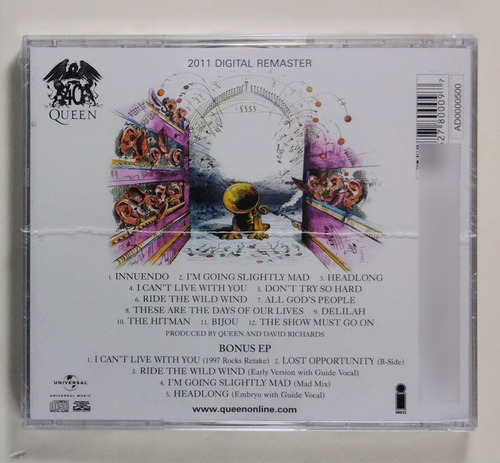 2011 DIGITAL REMASTER
40
QUEEN
$$$$
1. INNUENDO 2. I'M GOING SLIGHTLY MAD 3. HEADLONG
4. I CAN'T LIVE WITH YOU 5. DON'T TRY SO HARD
6. RIDE THE WILD WIND 7. ALL GOD'S PEOPLE
8. THESE ARE THE DAYS OF OUR LIVES 9. DELILAH
10. THE HITMAN 11. BIJOU 12. THE SHOW MUST GO ON
PRODUCED BY QUEEN AND DAVID RICHARDS
BONUS EP
1. I CAN'T LIVE WITH YOU (1997 Rocks Retake) 2. LOST OPPORTUNITY (B-Side)
3. RIDE THE WILD WIND (Early Version with Guide Vocal)
4. I'M GOING SLIGHTLY MAD (Mad Mix)
5. HEADLONG (Embryo with Guide Vocal)
www.queenonline.com
UNIVERSAL
UNIVERSAL MUSIC
ISLAND
AD0000500